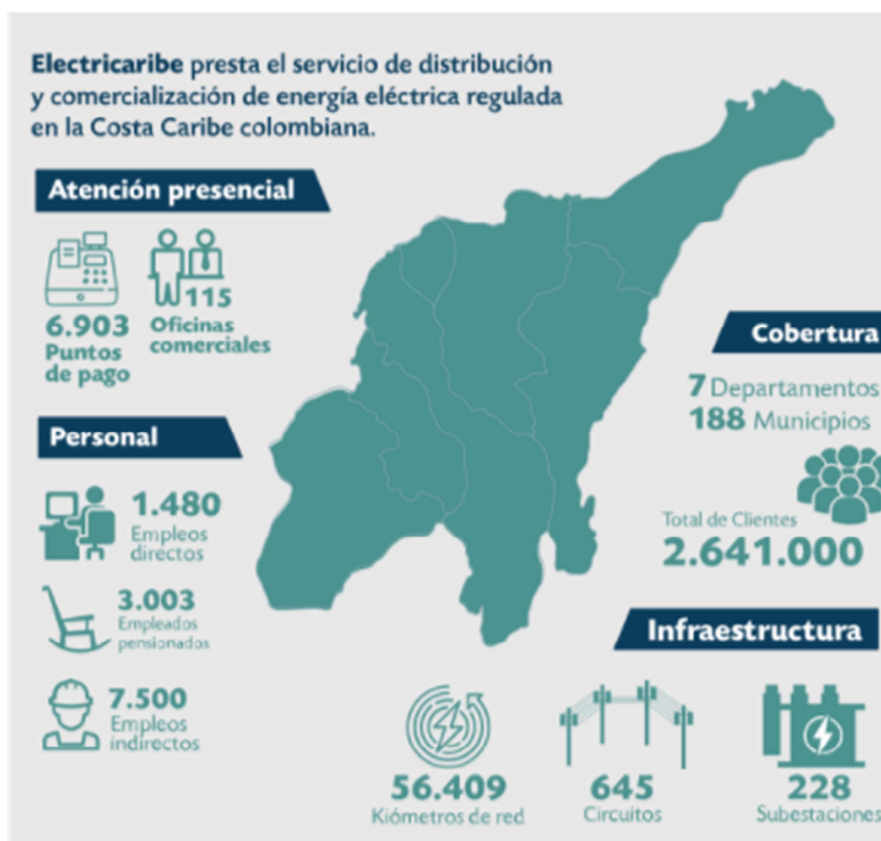 Electricaribe presta el servicio de distribución
y comercialización de energía eléctrica regulada
en la Costa Caribe colombiana.
Atención presencial
6.903
Puntos
de pago
115
Oficinas
comerciales
Personal
1.480
Empleos
directos
3.003
Empleados
pensionados
7.500
Empleos
indirectos
Cobertura
7 Departamentos
188 Municipios
Total de Clientes
2.641.000
Infraestructura
56.409
Kiómetros de red
645
Circuitos
228
Subestaciones